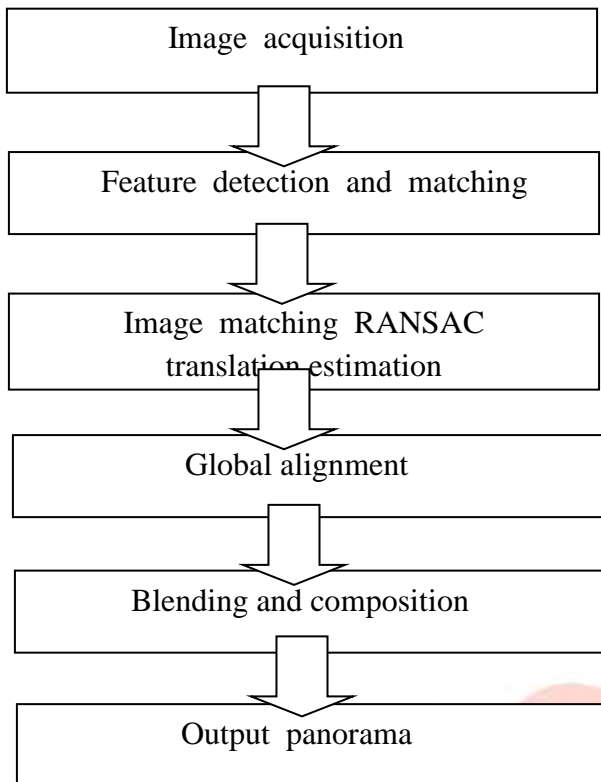 Image acquisition
Feature detection and matching
Image matching RANSAC
translation estimation
Global alignment
Blending and composition
Output panorama